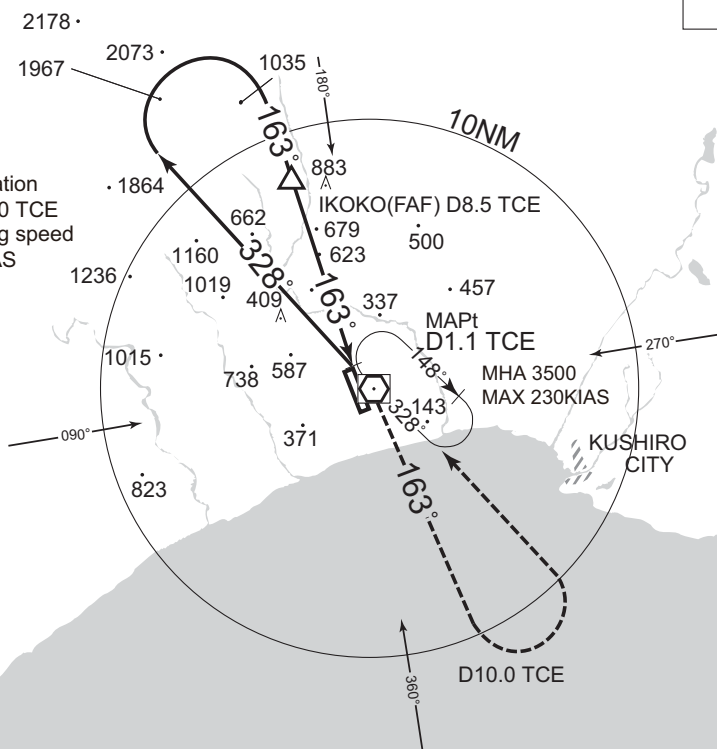 2178
2073
1967
1035
180°
10NM
163°
883
1864
ation
0 TCE
g speed
AS
IKOKO(FAF) D8.5 TCE
662
679
500
623
1160
328°
1236
1019
409
163°
457
337
MAPt
D1.1 TCE
270°
1015
738
587
148°
MHA 3500
MAX 230KIAS
328°
143
371
090°
KUSHIRO
CITY
823
163°
D10.0 TCE
360°